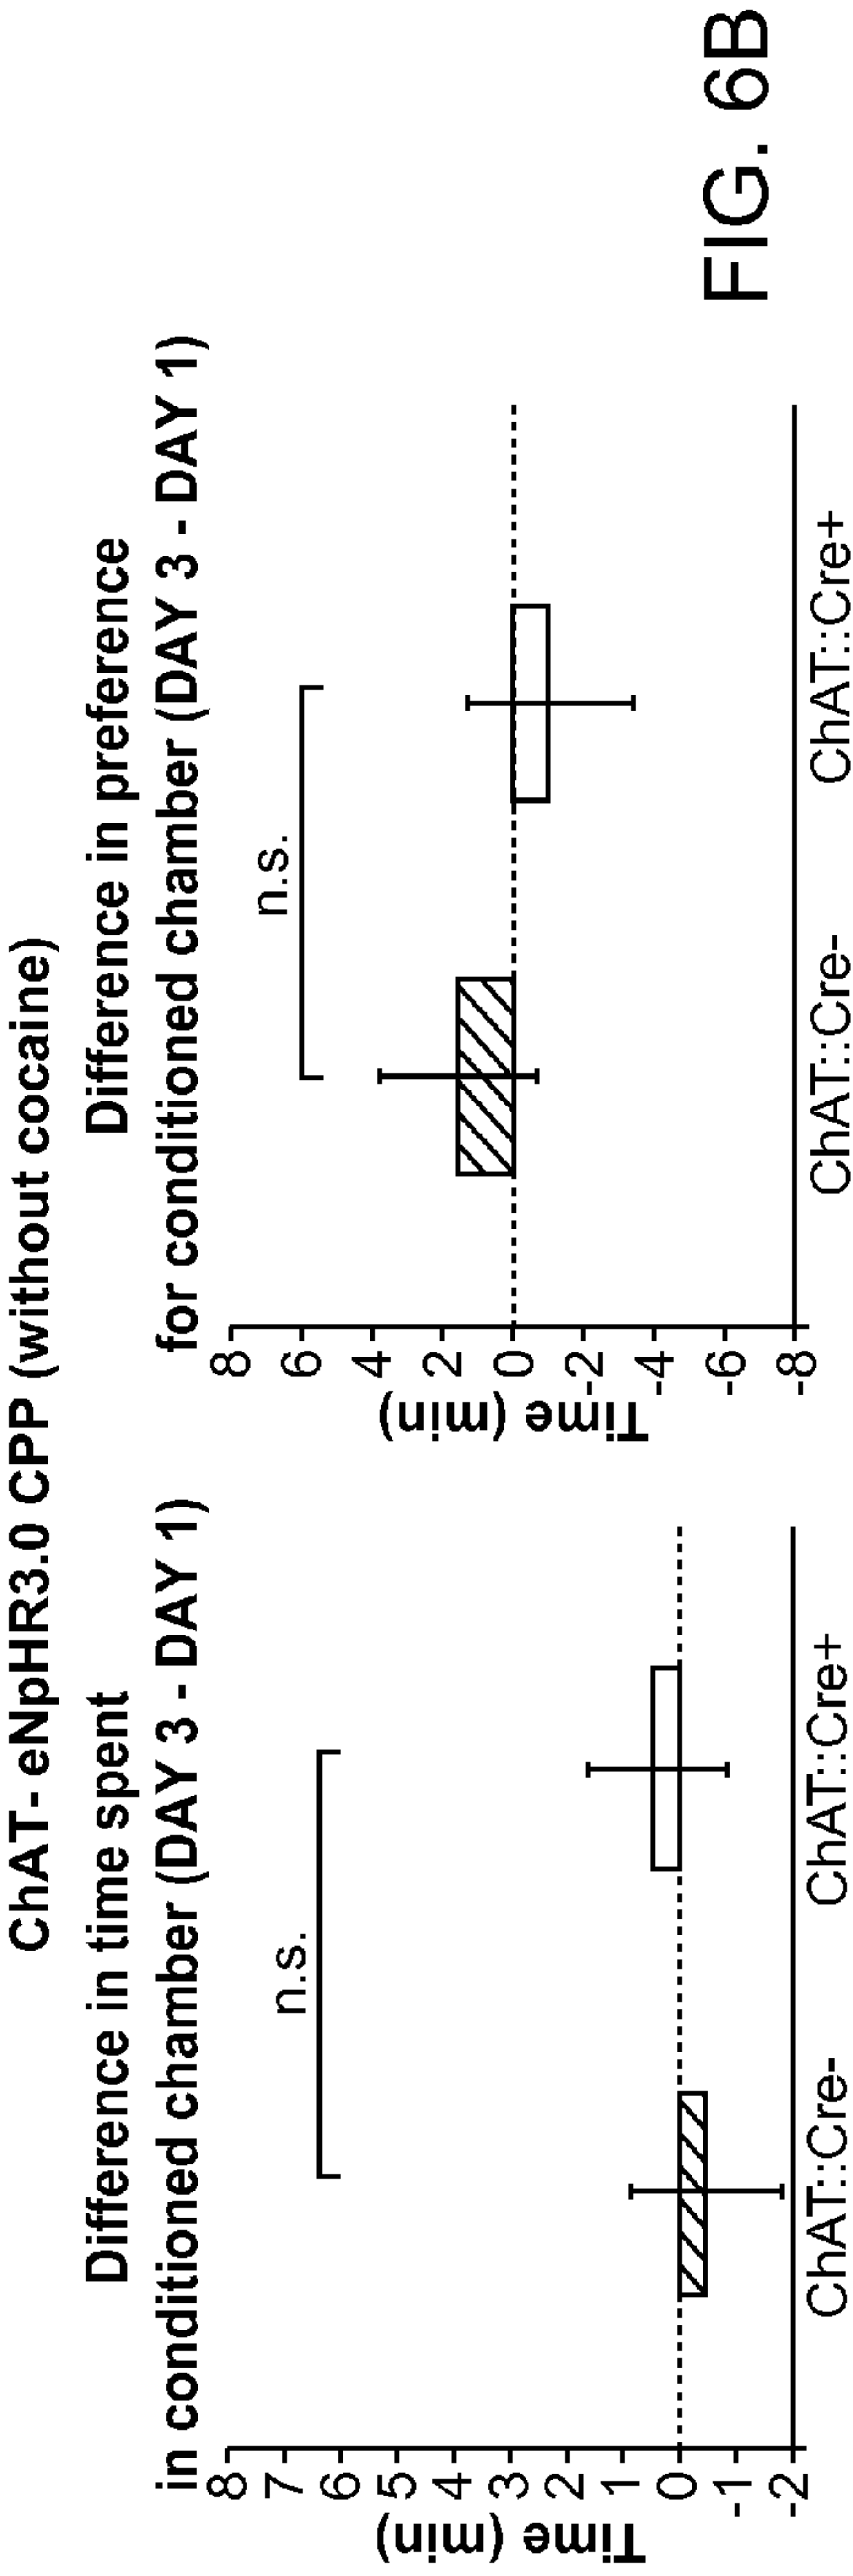 ChAT- eNpHR3.0 CPP (without cocaine)
Difference in time spent
in conditioned chamber (DAY 3 - DAY 1)
8
7
6
5
4
3
2
1
0
-1
-2
Time (min)
n.s.
ChAT::Cre-
ChAT::Cre+
Difference in preference
for conditioned chamber (DAY 3 - DAY 1)
8
6
4
2
0
-2
-4
-6
-8
Time (min)
n.s.
ChAT::Cre-
ChAT::Cre+
FIG. 6B